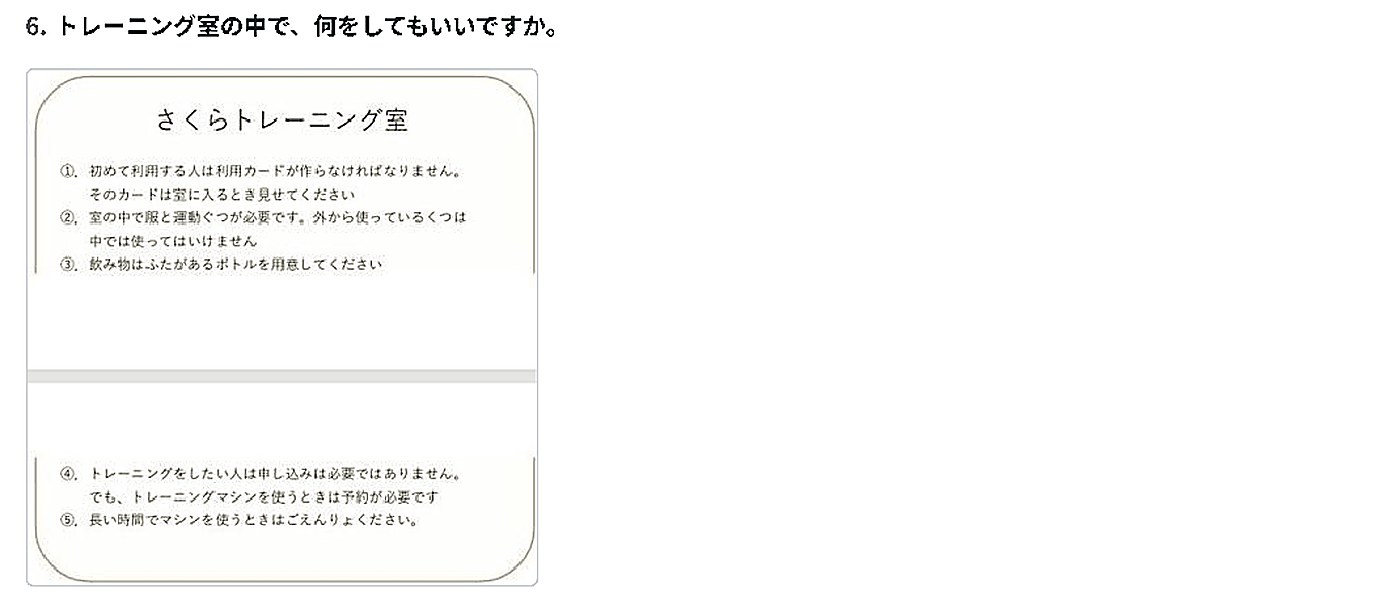 6. トレーニング室の中で、何をしてもいいですか。
さくらトレーニング室
①. 初めて利用する人は利用カードが作らなければなりません。
そのカードは室に入るとき見せてください
②. 室の中で服と運動ぐつが必要です。外から使っているくつは
中では使ってはいけません
③. 飲み物はふたがあるボトルを用意してください
④. トレーニングをしたい人は申し込みは必要ではありません。
でも、トレーニングマシンを使うときは予約が必要です
⑤. 長い時間でマシンを使うときはごえんりょください。